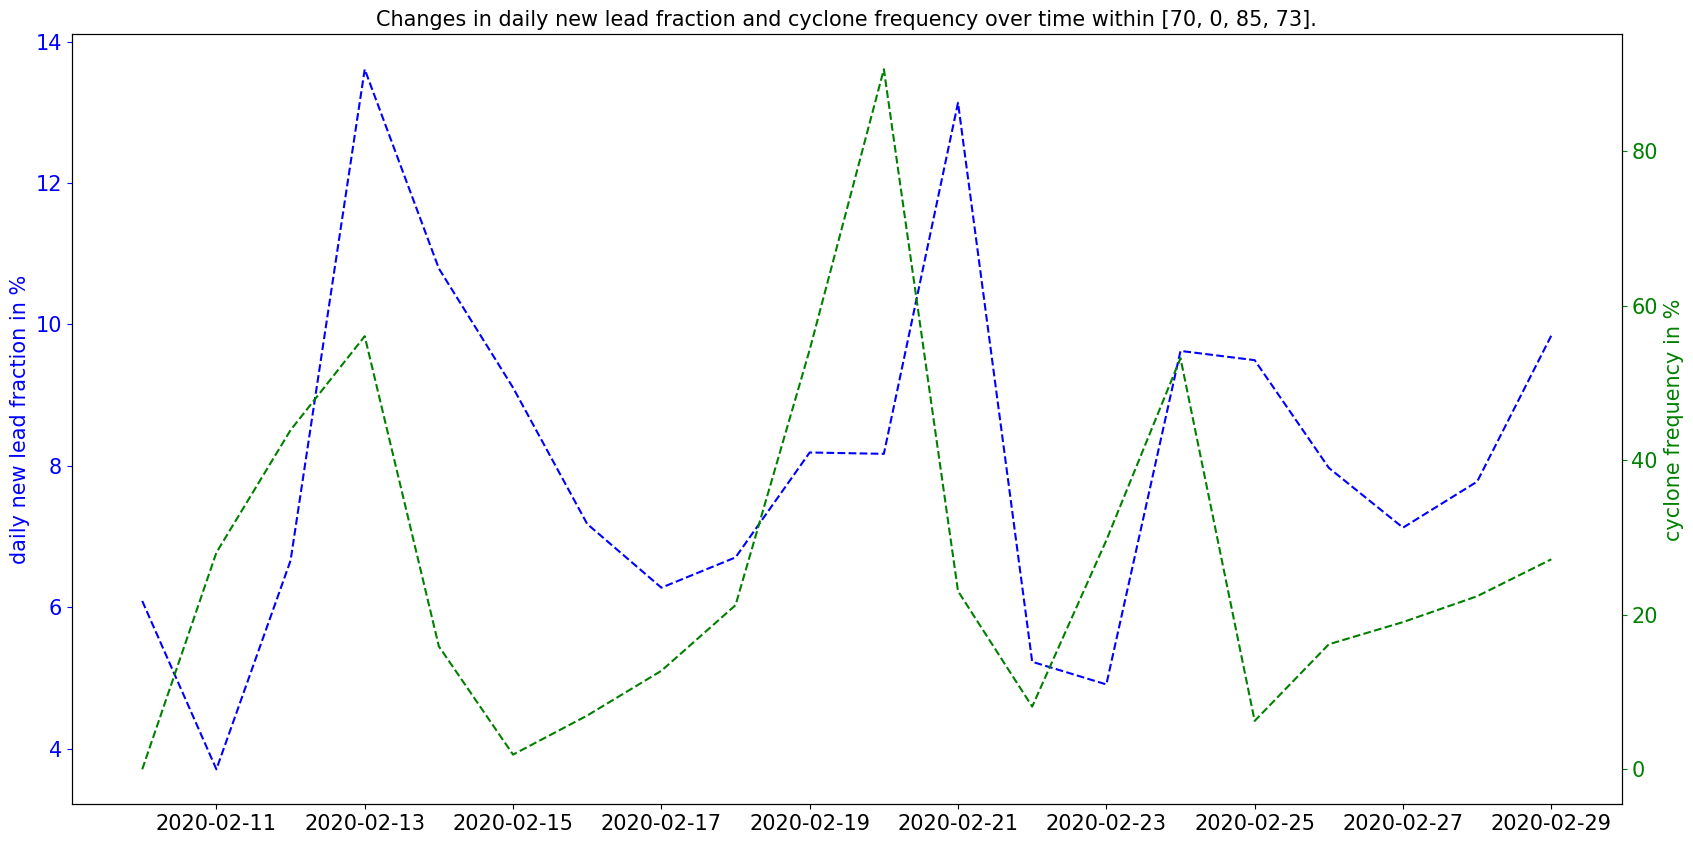 Changes in daily new lead fraction and cyclone frequency over time within [70, 0, 85, 73].
daily new lead fraction in %
14
12
10
8
6
4
80
60
40
20
0
cyclone frequency in %
2020-02-11 2020-02-13 2020-02-15 2020-02-17 2020-02-19 2020-02-21 2020-02-23 2020-02-25 2020-02-27 2020-02-29